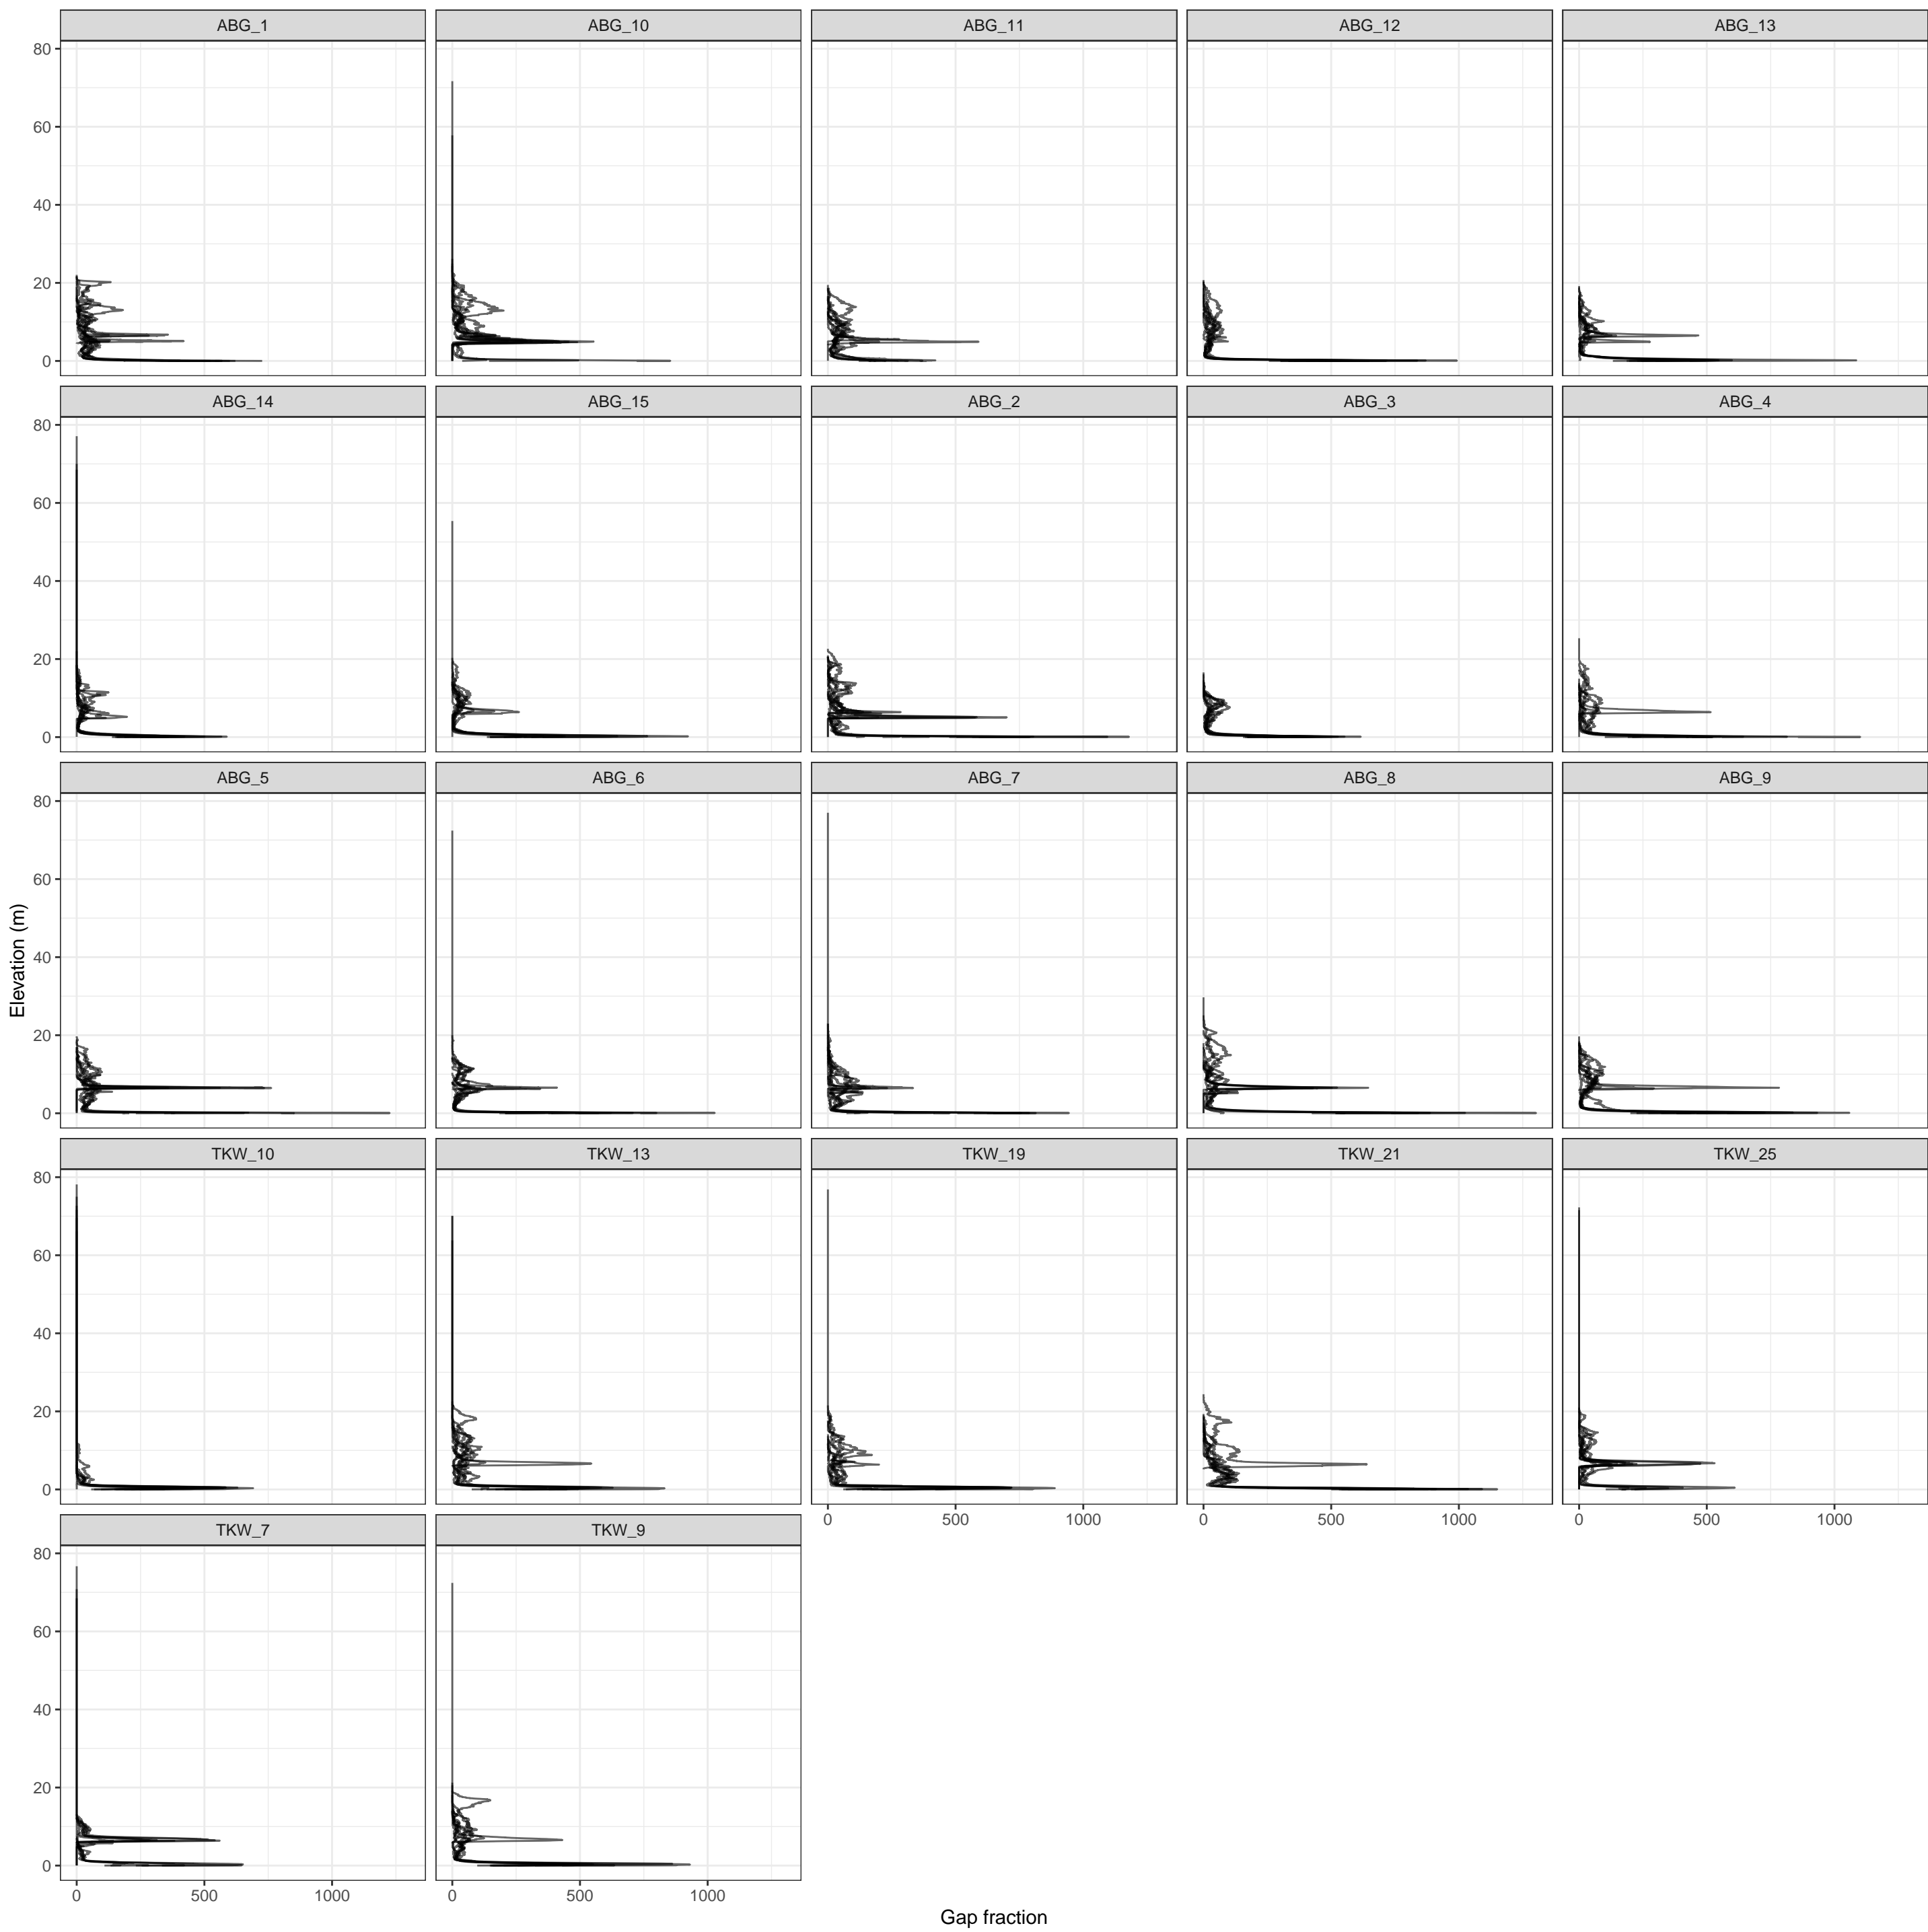 ABG_1 ABG_10 ABG_11 ABG_12 ABG_13
80
60
40
20
0
ABG_14 ABG_15 ABG_2 ABG_3 ABG_4
80
60
40
20
0
ABG_5 ABG_6 ABG_7 ABG_8 ABG_9
80
60
40
20
0
Elevation (m)
TKW_10 TKW_13 TKW_19 TKW_21 TKW_25
80
60
40
20
0
0 500 1000 0 500 1000 0 500 1000
TKW_7 TKW_9
80
60
40
20
0
0 500 1000 0 500 1000
Gap fraction